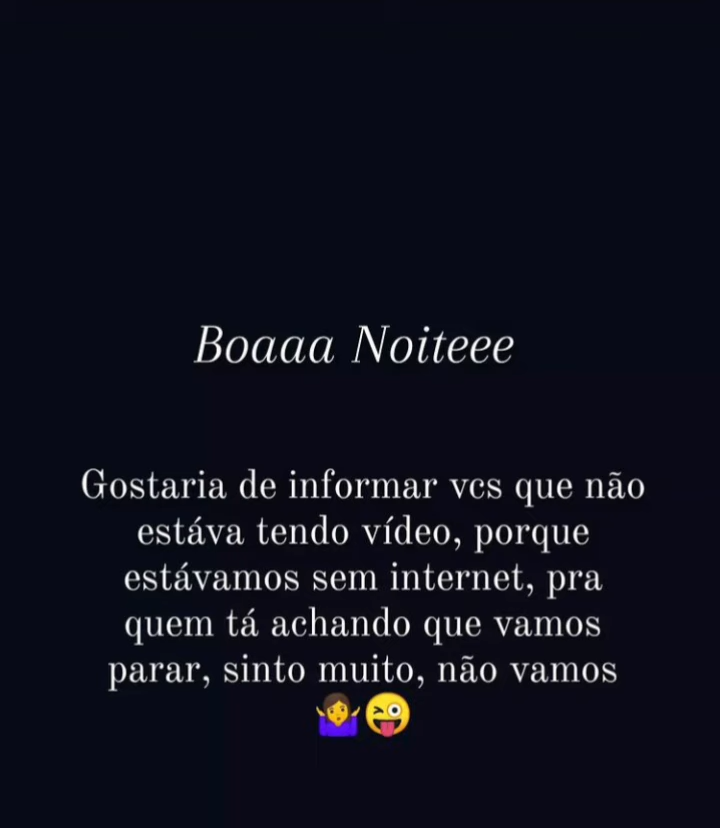 Boaaa Noiteee
Gostaria de informar vcs que não
estáva tendo vídeo, porque
estávamos sem internet, pra
quem tá achando que vamos
parar, sinto muito, não vamos
🤷‍♀️😜